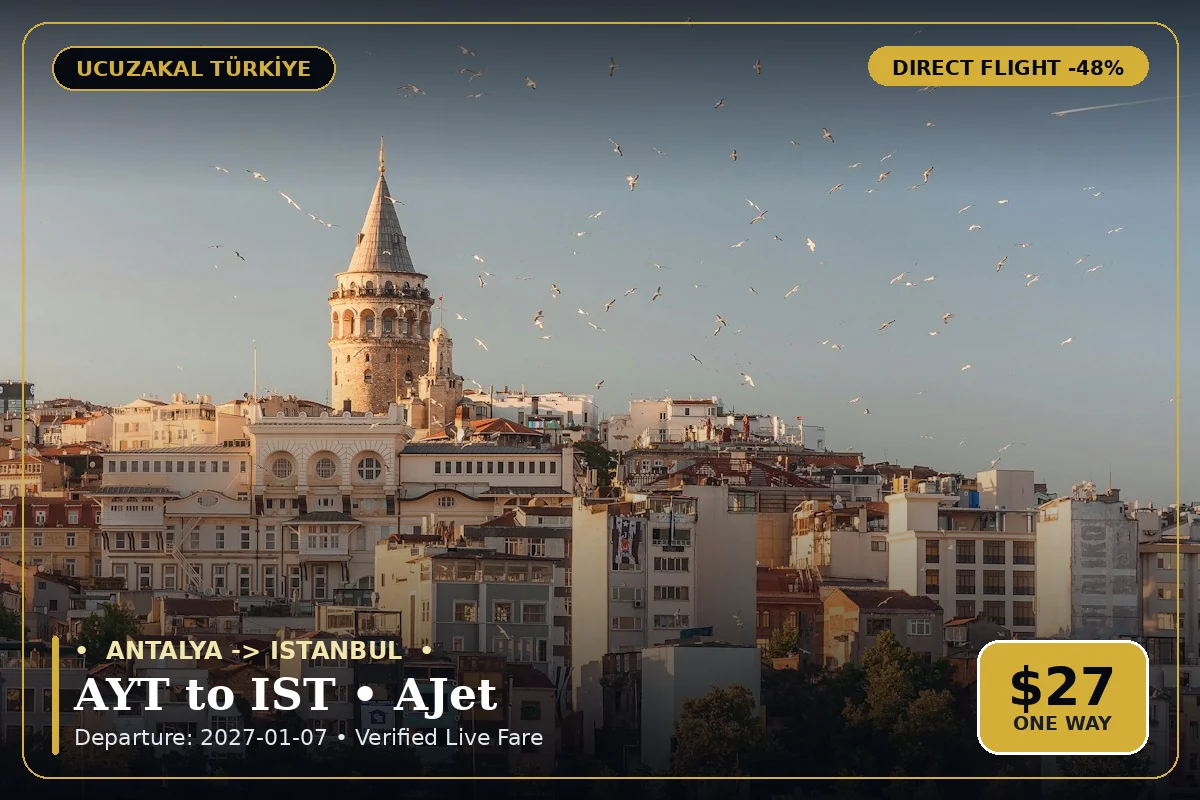 UCUZAKAL TÜRKİYE
DIRECT FLIGHT -48%
• ANTALYA -> ISTANBUL •
AYT to IST • AJet
Departure: 2027-01-07 • Verified Live Fare
$27
ONE WAY